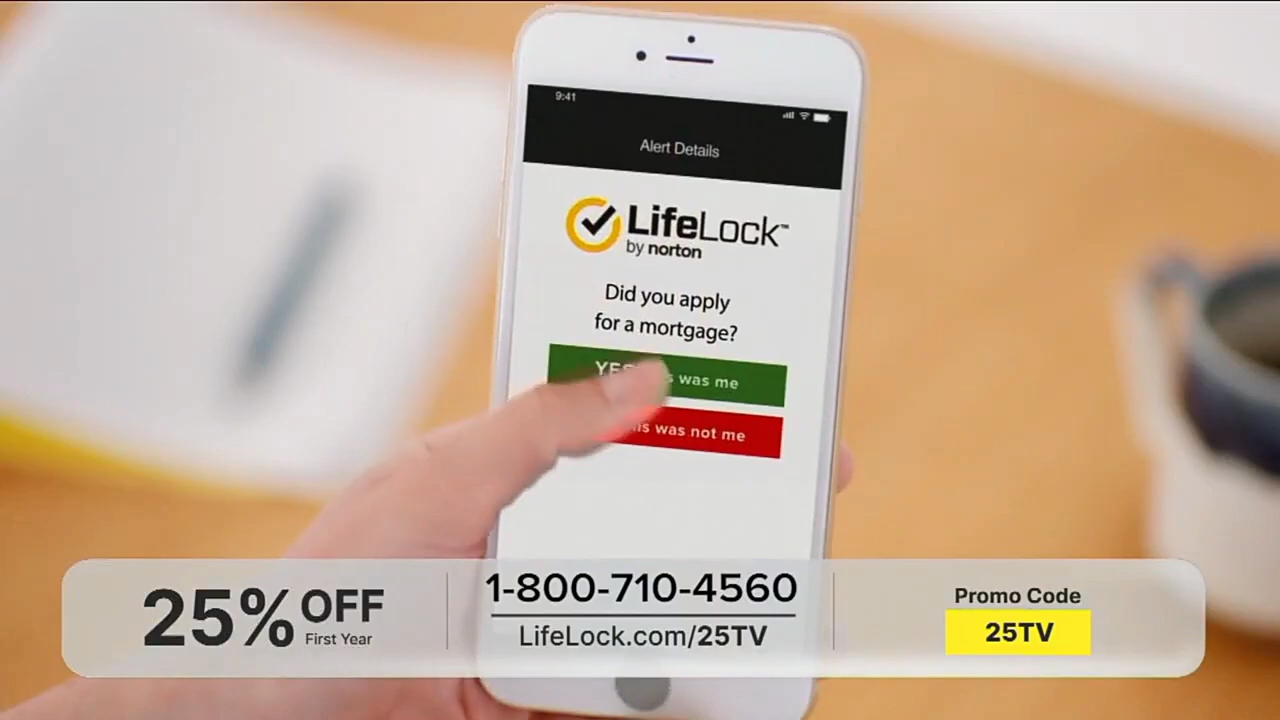 9:41
Alert Details
LifeLock™
by norton
Did you apply
for a mortgage?
was me
was not me
25% OFF
First Year
1-800-710-4560
LifeLock.com/25TV
Promo Code
25TV